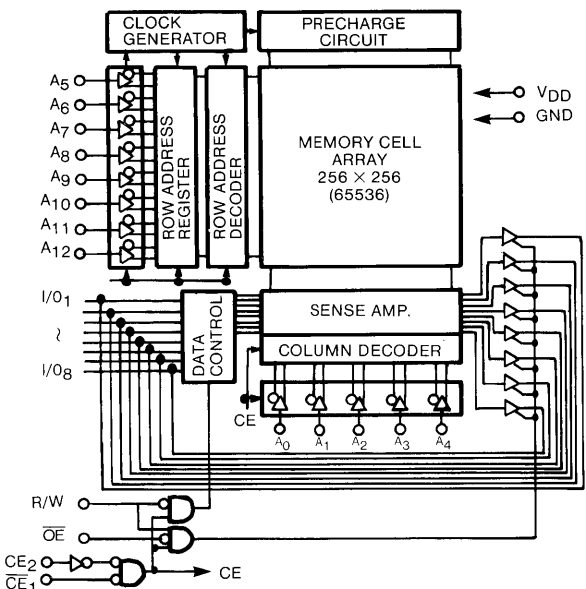 CLOCK
GENERATOR
PRECHARGE
CIRCUIT
A5
A6
A7
A8
A9
A10
A11
A12
ROW ADDRESS
REGISTER
ROW ADDRESS
DECODER
MEMORY CELL
ARRAY
256 × 256
(65536)
VDD
GND
I/O1
~
I/O8
DATA
CONTROL
SENSE AMP.
COLUMN DECODER
CE
A0
A1
A2
A3
A4
R/W
OE
CE2
CE1
CE